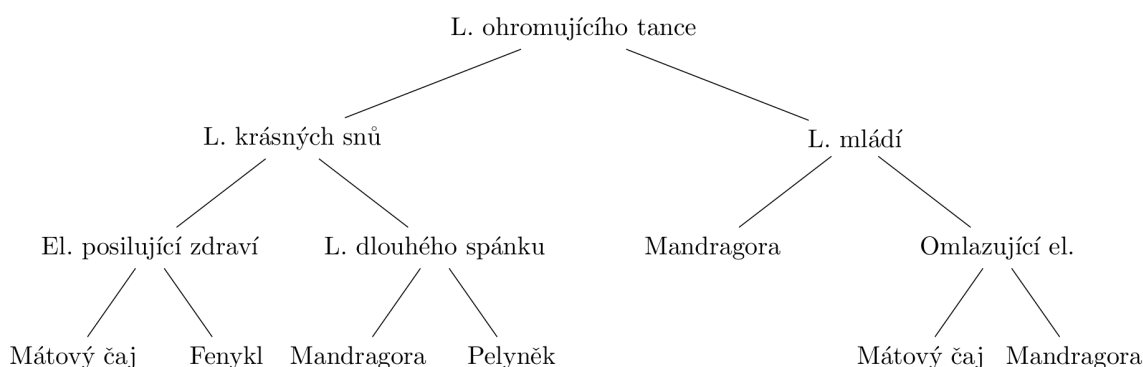 L. ohromujícího tance
L. krásných snů
L. mládí
El. posilující zdraví
L. dlouhého spánku
Mandragora
Omlazující el.
Mátový čaj
Fenykl
Mandragora
Pelyněk
Mátový čaj
Mandragora